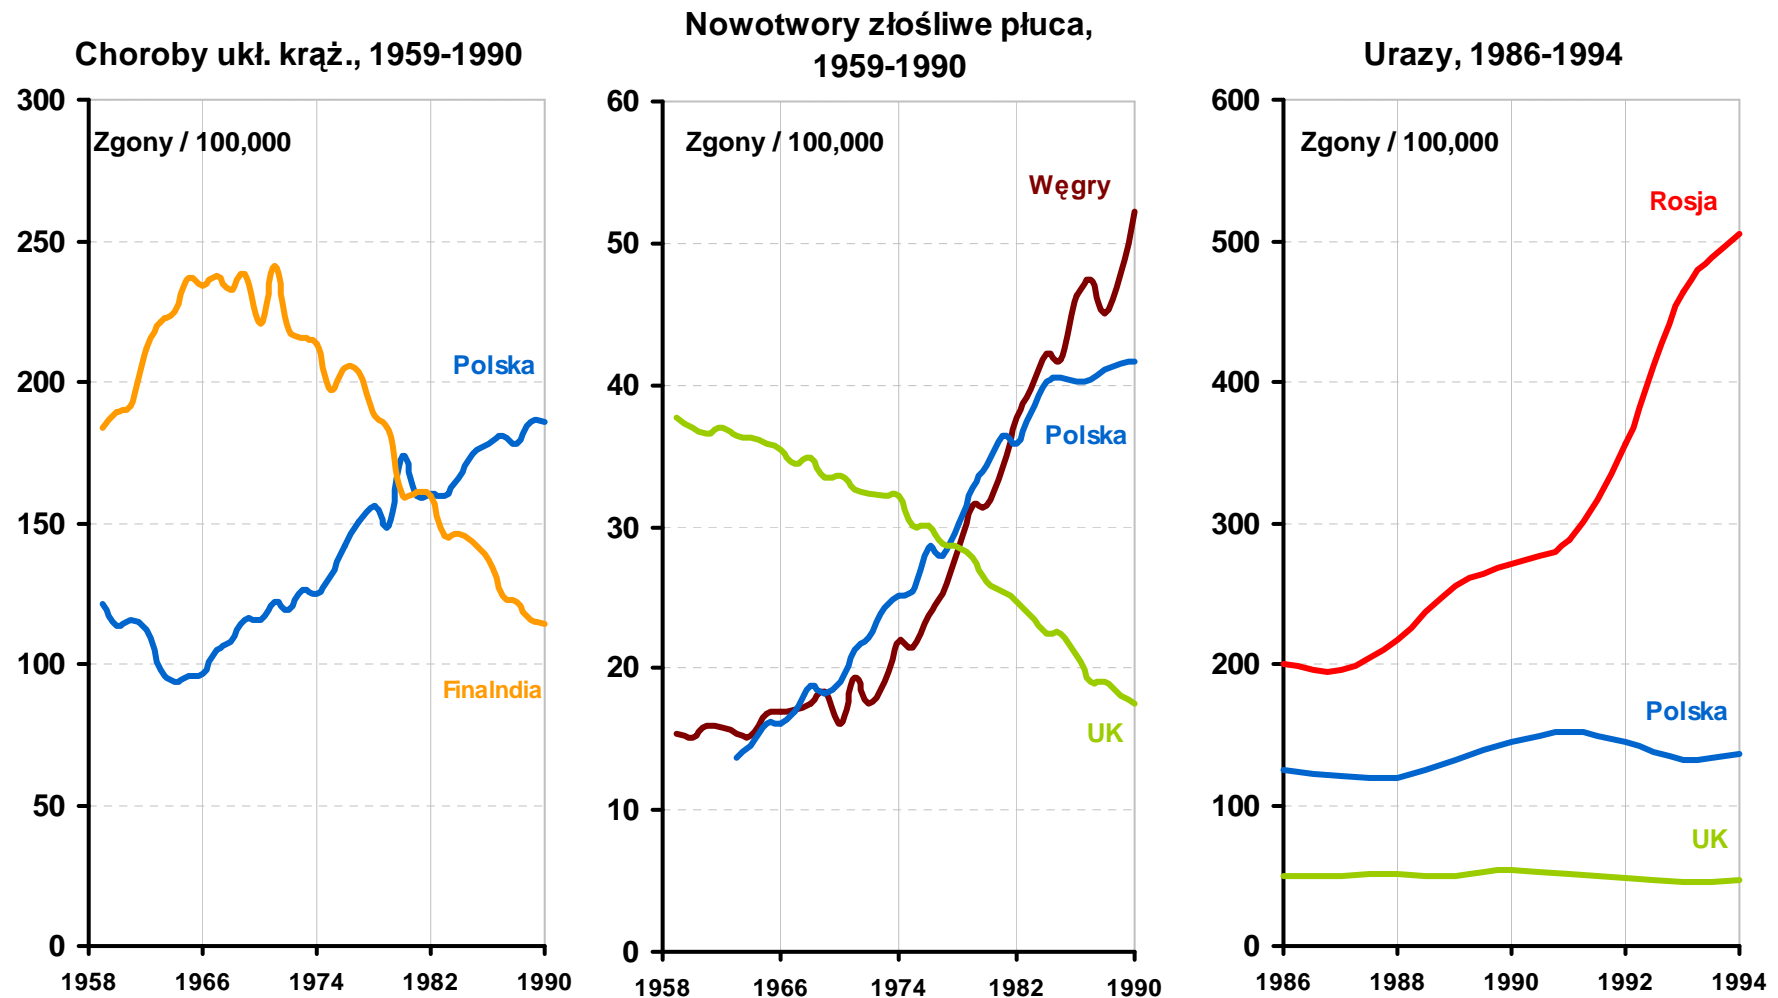 Choroby ukł. krąż., 1959-1990
300
250
200
150
100
50
0
Zgony / 100,000
Polska
Finalndia
1958 1966 1974 1982 1990
Nowotwory złośliwe płuca,
1959-1990
60
50
40
30
20
10
0
Zgony / 100,000
Węgry
Polska
UK
1958 1966 1974 1982 1990
Urazy, 1986-1994
600
500
400
300
200
100
0
Zgony / 100,000
Rosja
Polska
UK
1986 1988 1990 1992 1994